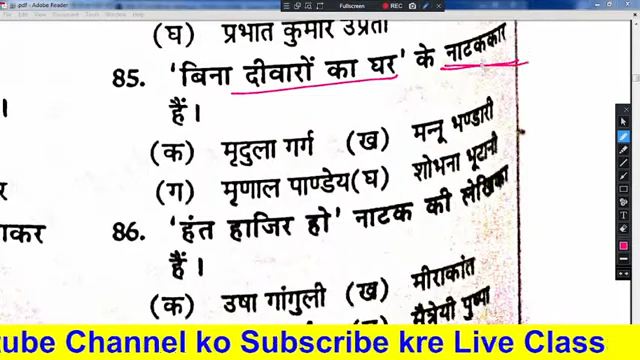 .pdf - Adobe Reader
Fullscreen
REC
(घ) प्रभात कुमार उप्रेती
85. 'बिना दीवारों का घर' के नाटककार
हैं ।
(क) मृदुला गर्ग (ख) मन्नू भण्डारी
(ग) मृणाल पाण्डेय (घ) शोभना भूटानी
86. 'हंत हाजिर हो' नाटक की लेखिका
हैं ।
(क) उषा गांगुली (ख) मीराकांत
मैत्रेयी पुष्पा
tube Channel ko Subscribe kre Live Class